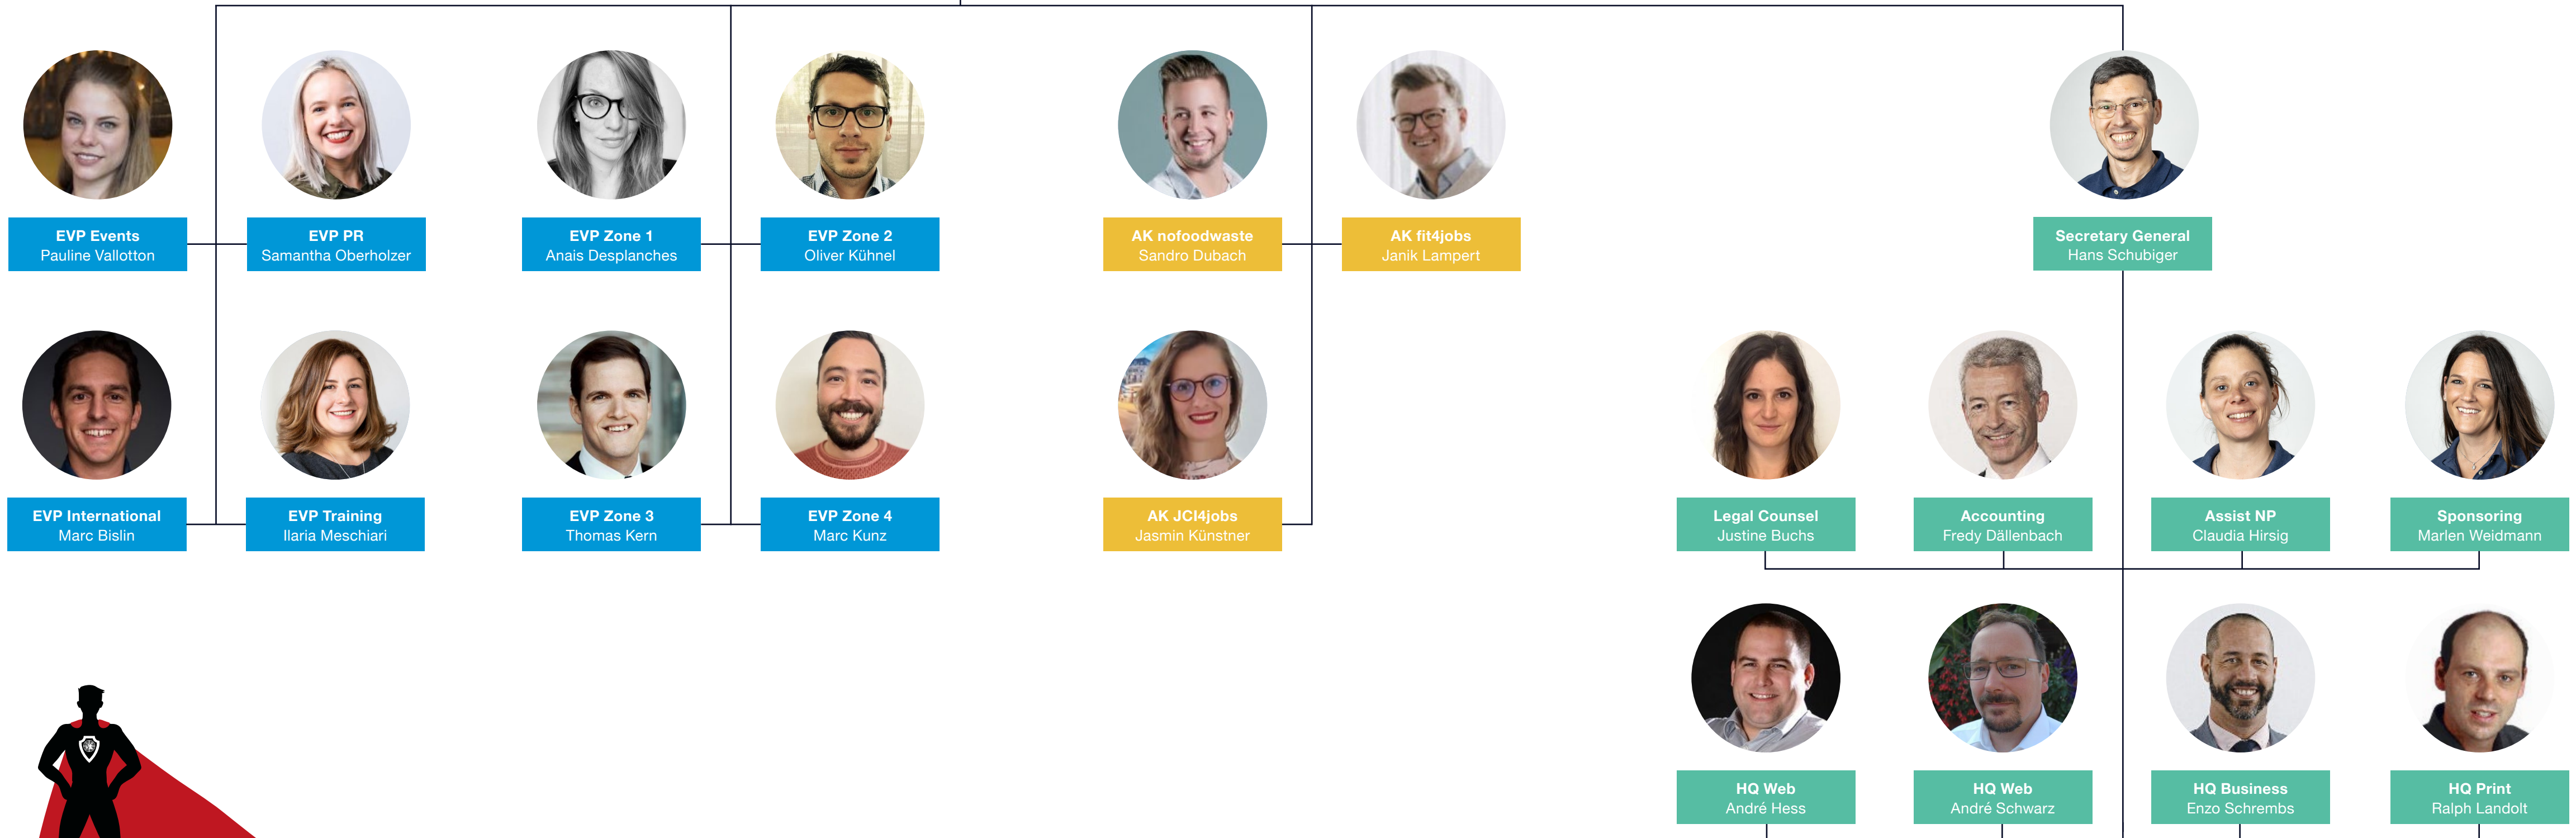 EVP Events
Pauline Vallotton
EVP PR
Samantha Oberholzer
EVP Zone 1
Anais Desplanches
EVP Zone 2
Oliver Kühnel
AK nofoodwaste
Sandro Dubach
AK fit4jobs
Janik Lampert
Secretary General
Hans Schubiger
EVP International
Marc Bislin
EVP Training
Ilaria Meschiari
EVP Zone 3
Thomas Kern
EVP Zone 4
Marc Kunz
AK JCI4jobs
Jasmin Künstner
Legal Counsel
Justine Buchs
Accounting
Fredy Dällenbach
Assist NP
Claudia Hirsig
Sponsoring
Marlen Weidmann
HQ Web
André Hess
HQ Web
André Schwarz
HQ Business
Enzo Schrembs
HQ Print
Ralph Landolt